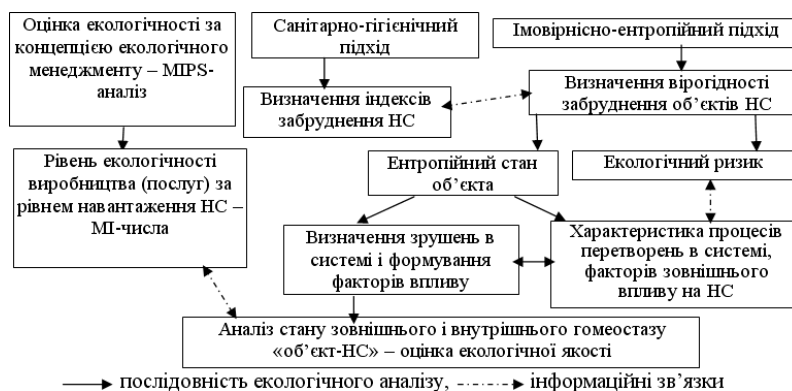 Оцінка екологічності за
концепцією екологічного
менеджменту – MIPS-
аналіз
Санітарно-гігієнічний
підхід
Імовірнісно-ентропійний підхід
Визначення індексів
забруднення НС
Визначення вірогідності
забруднення об’єктів НС
Рівень екологічності
виробництва (послуг) за
рівнем навантаження НС –
МІ-числа
Ентропійний стан
об’єкта
Екологічний ризик
Визначення зрушень в
системі і формування
факторів впливу
Характеристика процесів
перетворень в системі,
факторів зовнішнього
впливу на НС
Аналіз стану зовнішнього і внутрішнього гомеостазу
«об’єкт-НС» – оцінка екологічної якості
послідовність екологічного аналізу, інформаційні зв’язки